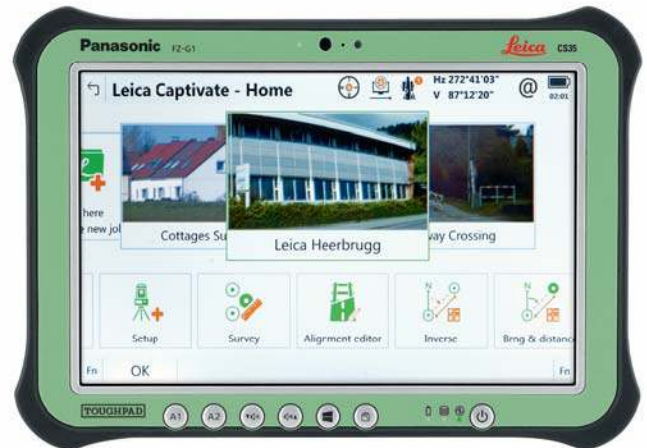 Panasonic FZ-G1
Leica CS35
Leica Captivate - Home
Hz 272°41'03"
V 87°12'20"
@
02:01
here
new jol
Cottages Su
Leica Heerbrugg
way Crossing
Setup
Survey
Alignment editor
Inverse
Brng & distanc
Fn
OK
Fn
TOUGHPAD
A1
A2